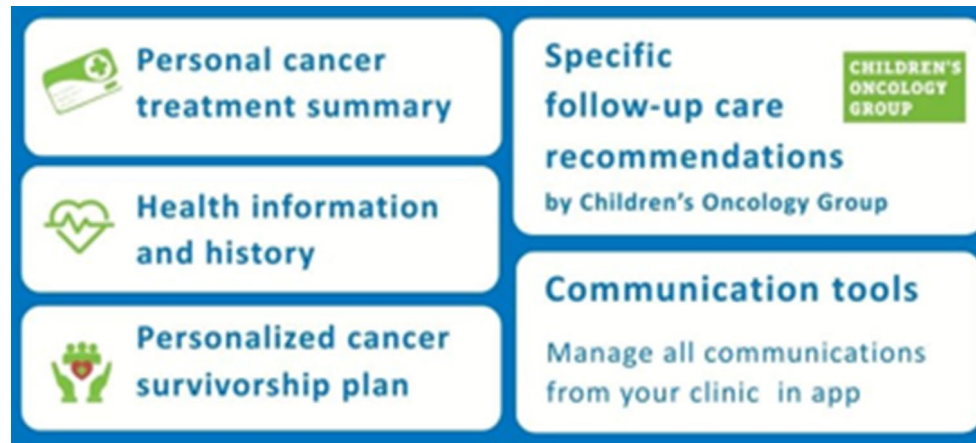 Personal cancer
treatment summary
Health information
and history
Personalized cancer
survivorship plan
Specific
follow-up care
recommendations
by Children's Oncology Group
CHILDREN'S
ONCOLOGY
GROUP
Communication tools
Manage all communications
from your clinic in app